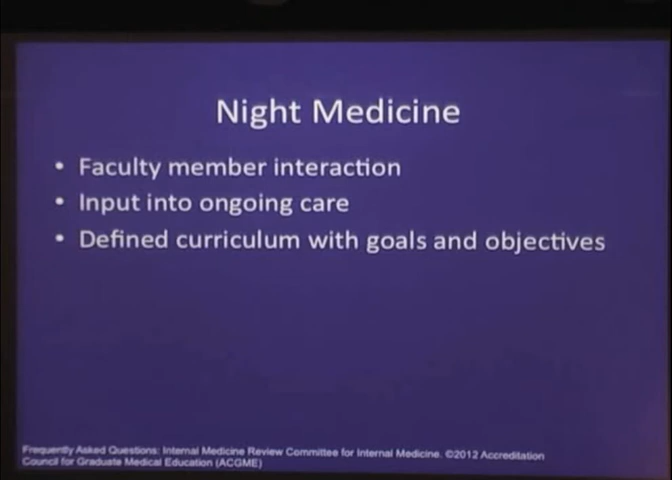 Night Medicine
• Faculty member interaction
• Input into ongoing care
• Defined curriculum with goals and objectives
Frequently Asked Questions: Internal Medicine Review Committee for Internal Medicine. ©2012 Accreditation
Council for Graduate Medical Education (ACGME)